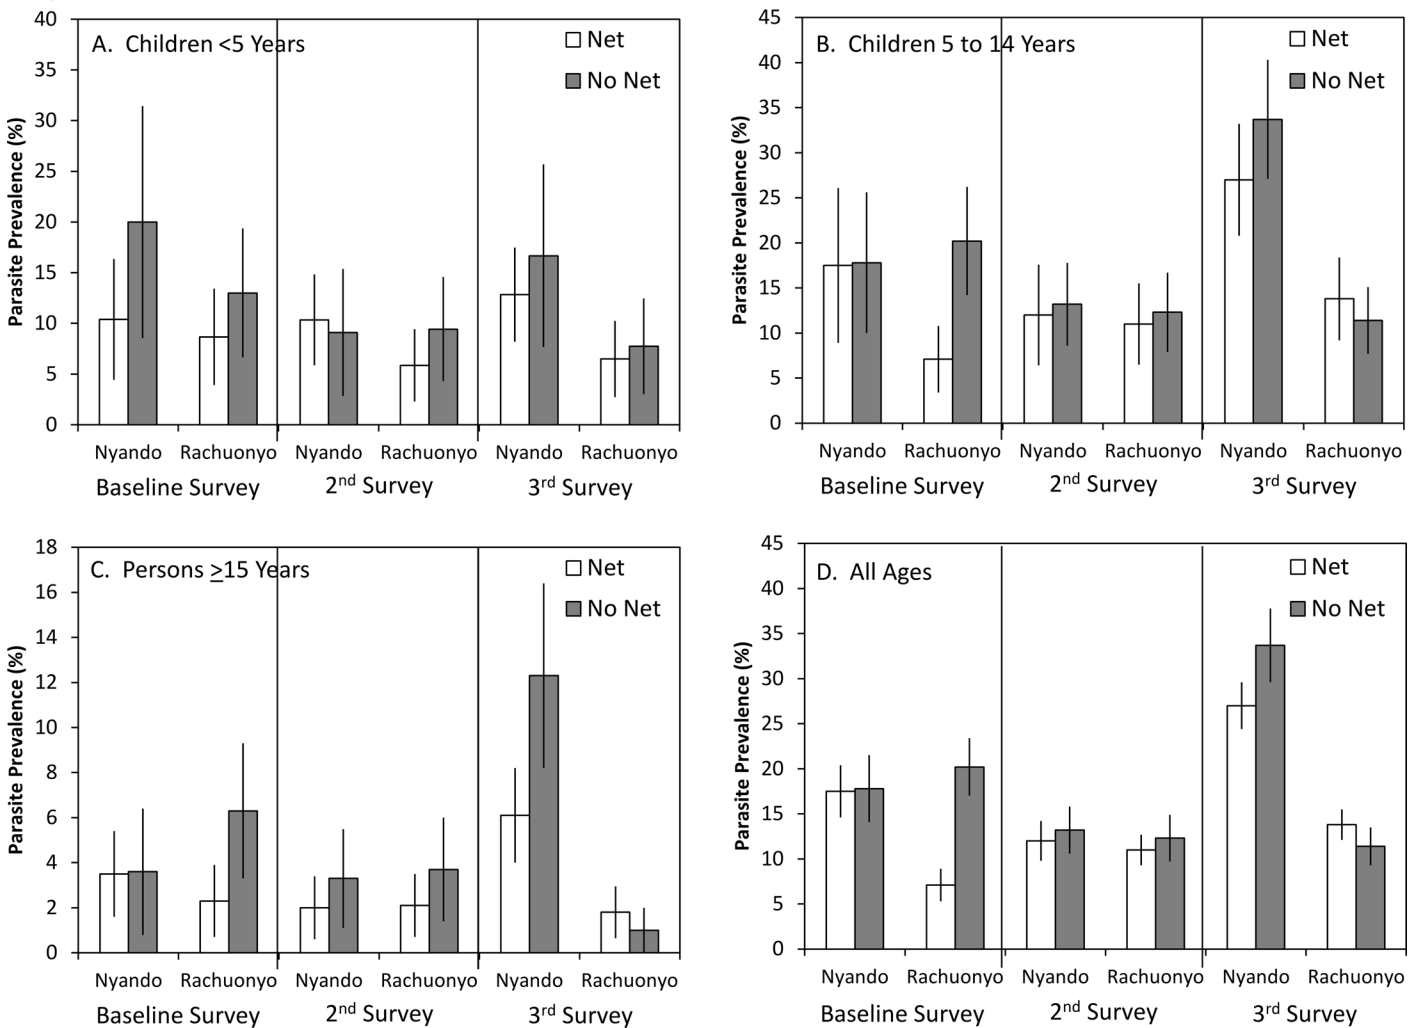 A. Children <5 Years
Net
No Net
Parasite Prevalence (%)
40
35
30
25
20
15
10
5
0
Nyando Rachuonyo Nyando Rachuonyo Nyando Rachuonyo
Baseline Survey 2nd Survey 3rd Survey
B. Children 5 to 14 Years
Net
No Net
Parasite Prevalence (%)
45
40
35
30
25
20
15
10
5
0
Nyando Rachuonyo Nyando Rachuonyo Nyando Rachuonyo
Baseline Survey 2nd Survey 3rd Survey
C. Persons ≥15 Years
Net
No Net
Parasite Prevalence (%)
18
16
14
12
10
8
6
4
2
0
Nyando Rachuonyo Nyando Rachuonyo Nyando Rachuonyo
Baseline Survey 2nd Survey 3rd Survey
D. All Ages
Net
No Net
Parasite Prevalence (%)
45
40
35
30
25
20
15
10
5
0
Nyando Rachuonyo Nyando Rachuonyo Nyando Rachuonyo
Baseline Survey 2nd Survey 3rd Survey